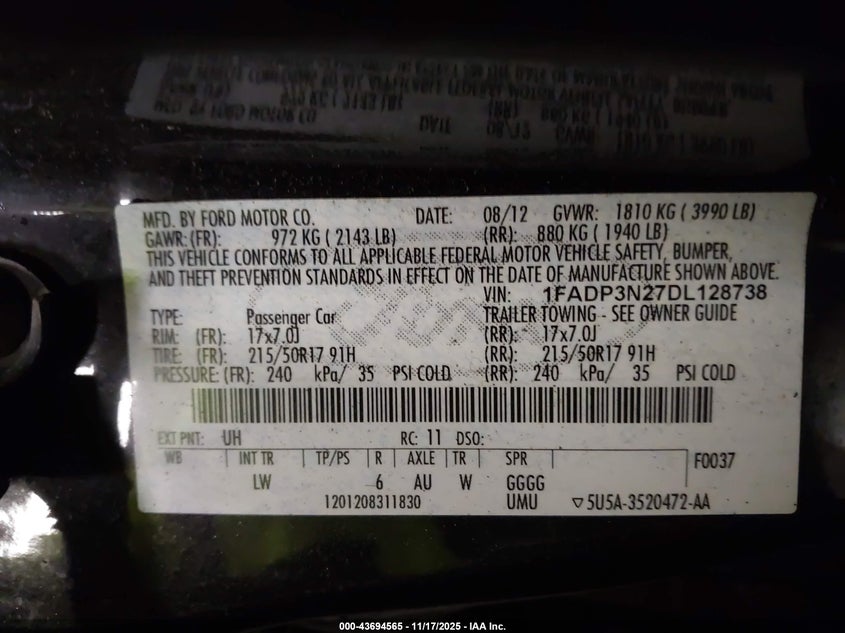 MFD. BY FORD MOTOR CO. DATE: 08/12 GVWR: 1810 KG ( 3990 LB)
GAWR: (FR): 972 KG ( 2143 LB) (RR): 880 KG ( 1940 LB)
THIS VEHICLE CONFORMS TO ALL APPLICABLE FEDERAL MOTOR VEHICLE SAFETY, BUMPER,
AND THEFT PREVENTION STANDARDS IN EFFECT ON THE DATE OF MANUFACTURE SHOWN ABOVE.
VIN: 1FADP3N27DL128738
TYPE: Passenger Car TRAILER TOWING - SEE OWNER GUIDE
RIM: (FR): 17x7.0J (RR): 17x7.0J
TIRE: (FR): 215/50R17 91H (RR): 215/50R17 91H
PRESSURE: (FR): 240 kPa/ 35 PSI COLD (RR): 240 kPa/ 35 PSI COLD
EXT PNT: UH RC: 11 DSO:
WB INT TR TP/PS R AXLE TR SPR F0037
LW 6 AU W GGGG
1201208311830 UMU ▽5U5A-3520472-AA
000-43694565 - 11/17/2025 - IAA Inc.